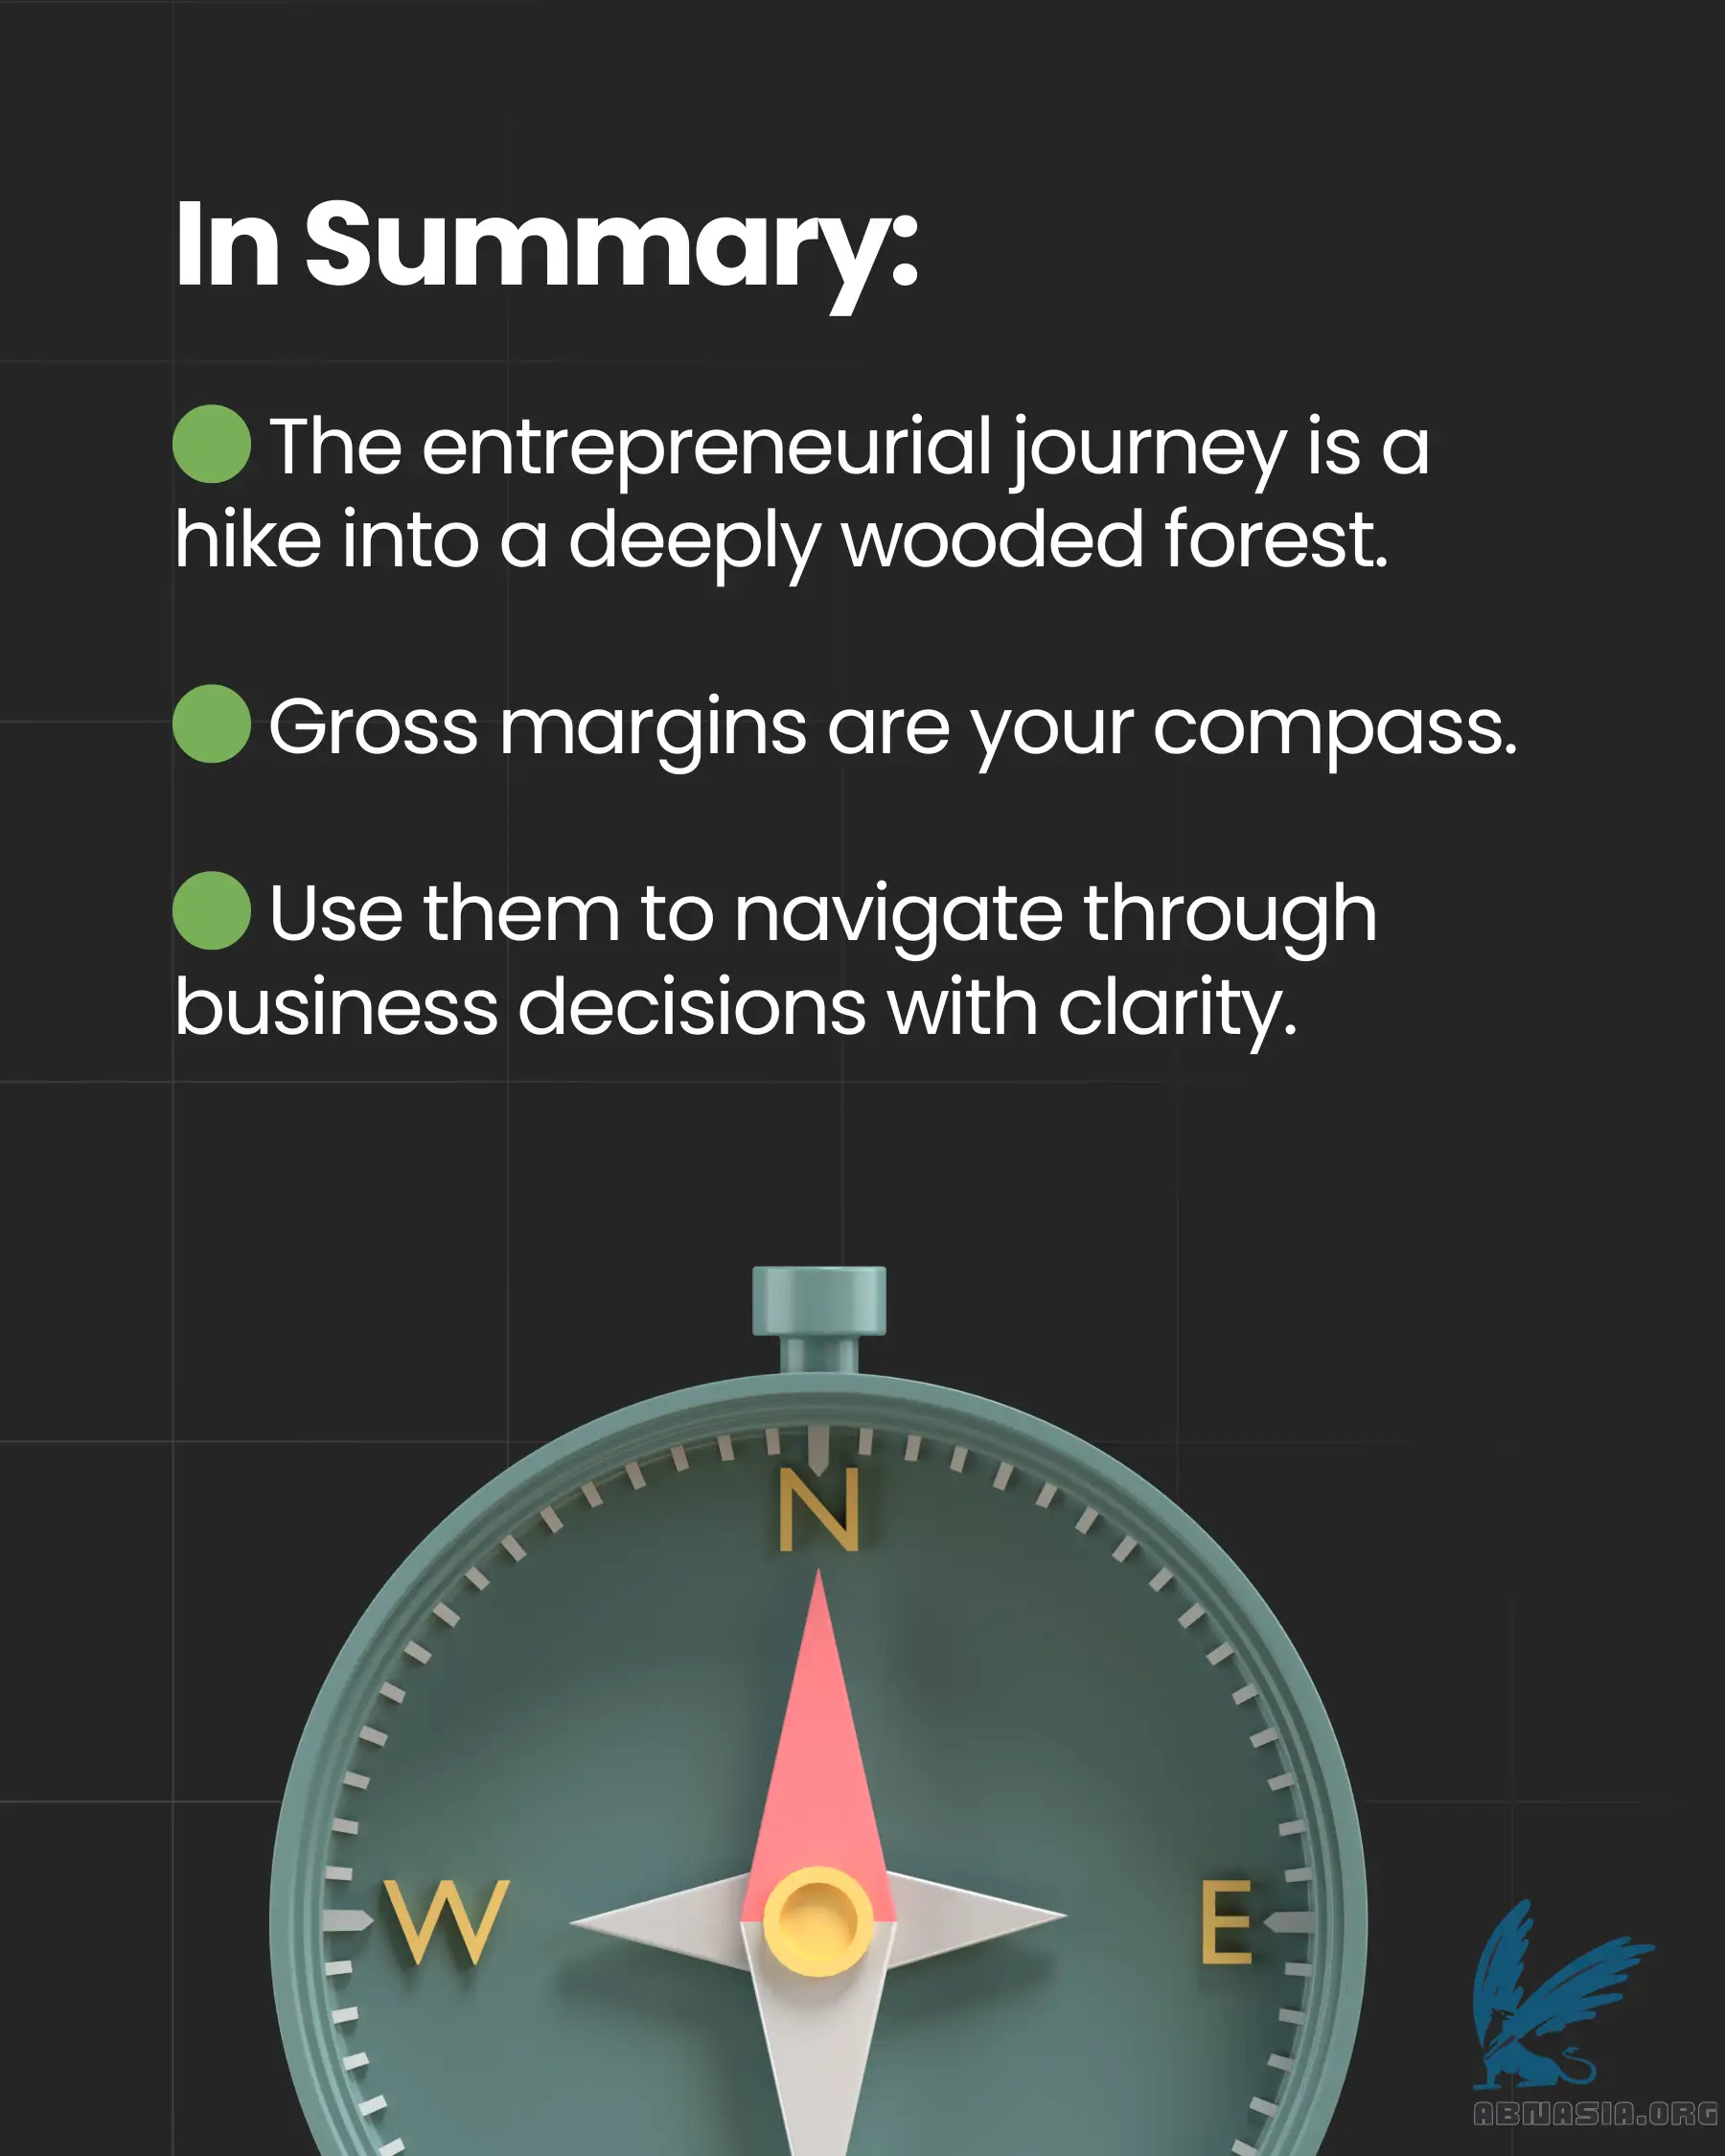 In Summary:
The entrepreneurial journey is a
hike into a deeply wooded forest.
Gross margins are your compass.
Use them to navigate through
business decisions with clarity.
N
W
E
ABNASIA.ORG